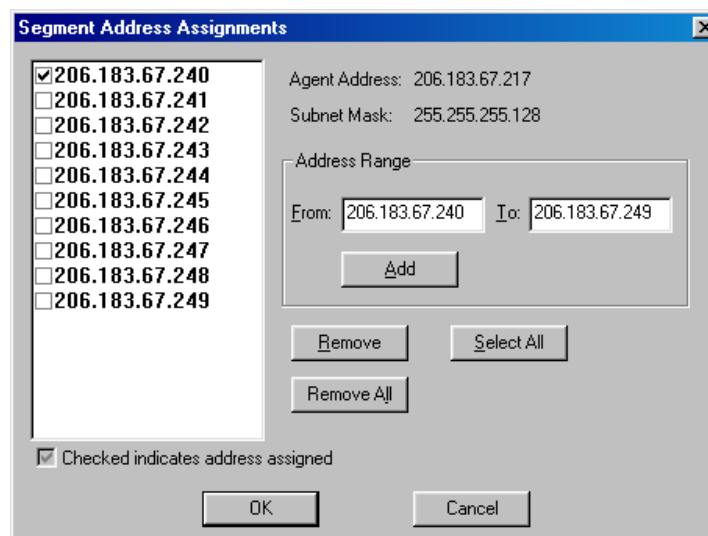 Segment Address Assignments
206.183.67.240
206.183.67.241
206.183.67.242
206.183.67.243
206.183.67.244
206.183.67.245
206.183.67.246
206.183.67.247
206.183.67.248
206.183.67.249
Agent Address: 206.183.67.217
Subnet Mask: 255.255.255.128
Address Range
From: 206.183.67.240 To: 206.183.67.249
Add
Remove Select All
Remove All
Checked indicates address assigned
OK Cancel